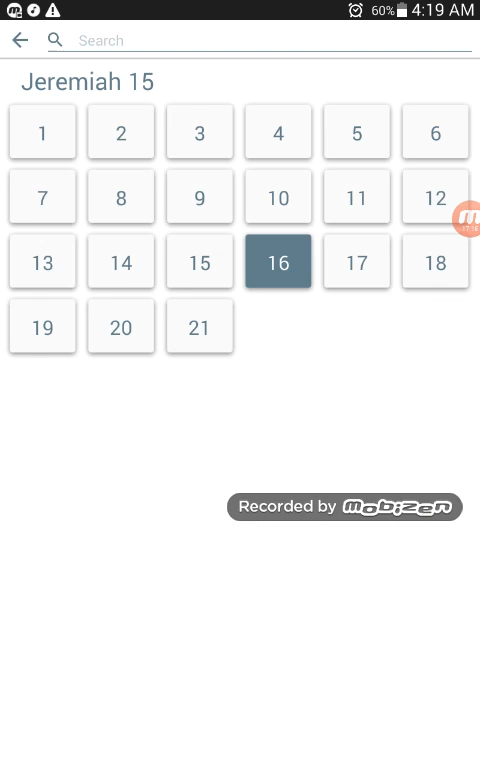 60% 4:19 AM
Search
Jeremiah 15
1 2 3 4 5 6
7 8 9 10 11 12
13 14 15 16 17 18
19 20 21
Recorded by mobizen